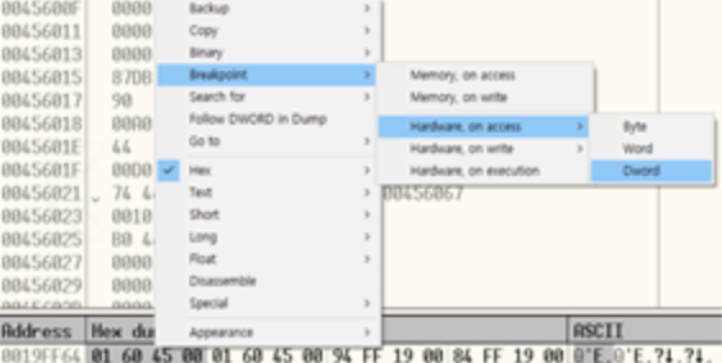 0045600F 0000 Backup
00456011 0000 Copy
00456013 0000 Binary
00456015 87DB Breakpoint Memory, on access
00456017 90 Search for Memory, on write
00456018 00A0 Follow DWORD in Dump Hardware, on access Byte
0045601E 44 Go to Hardware, on write Word
0045601F 00D0 Hex Hardware, on execution Dword
00456021 74 4 Text 00456067
00456023 0010 Short
00456025 B0 4 Long
00456027 0000 Float
00456029 0000 Disassemble
Special
Appearance
Address Hex du ASCII
0019FF64 01 60 45 00 01 60 45 00 94 FF 19 00 84 FF 19 00